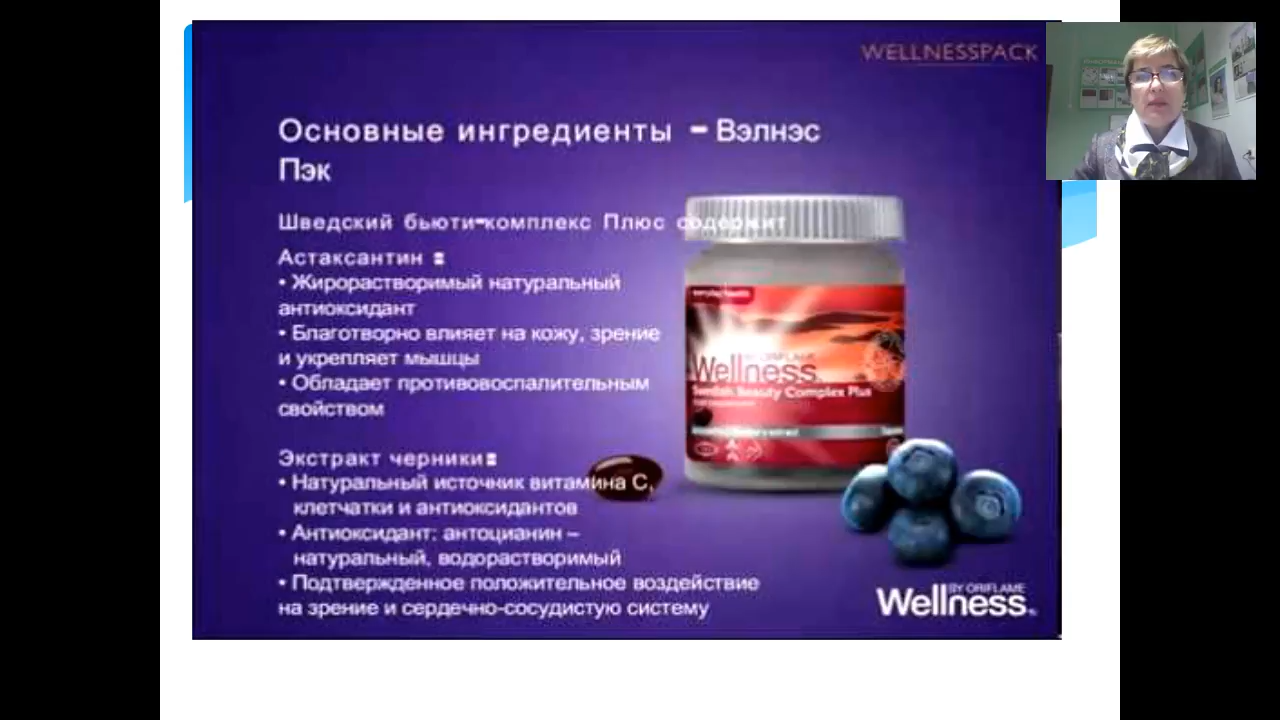 WELLNESSPACK
Основные ингредиенты - Вэлнэс
Пэк
Шведский бьюти-комплекс Плюс содержит
Астаксантин :
• Жирорастворимый натуральный
антиоксидант
• Благотворно влияет на кожу, зрение
и укрепляет мышцы
• Обладает противовоспалительным
свойством
Экстракт черники:
• Натуральный источник витамина С,
клетчатки и антиоксидантов
• Антиоксидант: антоцианин –
натуральный, водорастворимый
• Подтвержденное положительное воздействие
на зрение и сердечно-сосудистую систему
BY ORIFLAME
Wellness
Swedish Beauty Complex Plus
BY ORIFLAME
Wellness